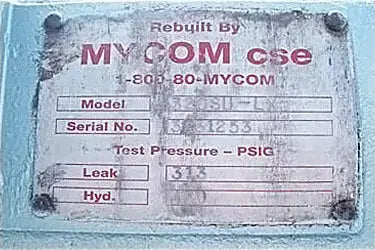 Rebuilt By
MYCOM cse
1-800-80-MYCOM
Model
Serial No.
Test Pressure - PSIG
Leak 313
Hyd.